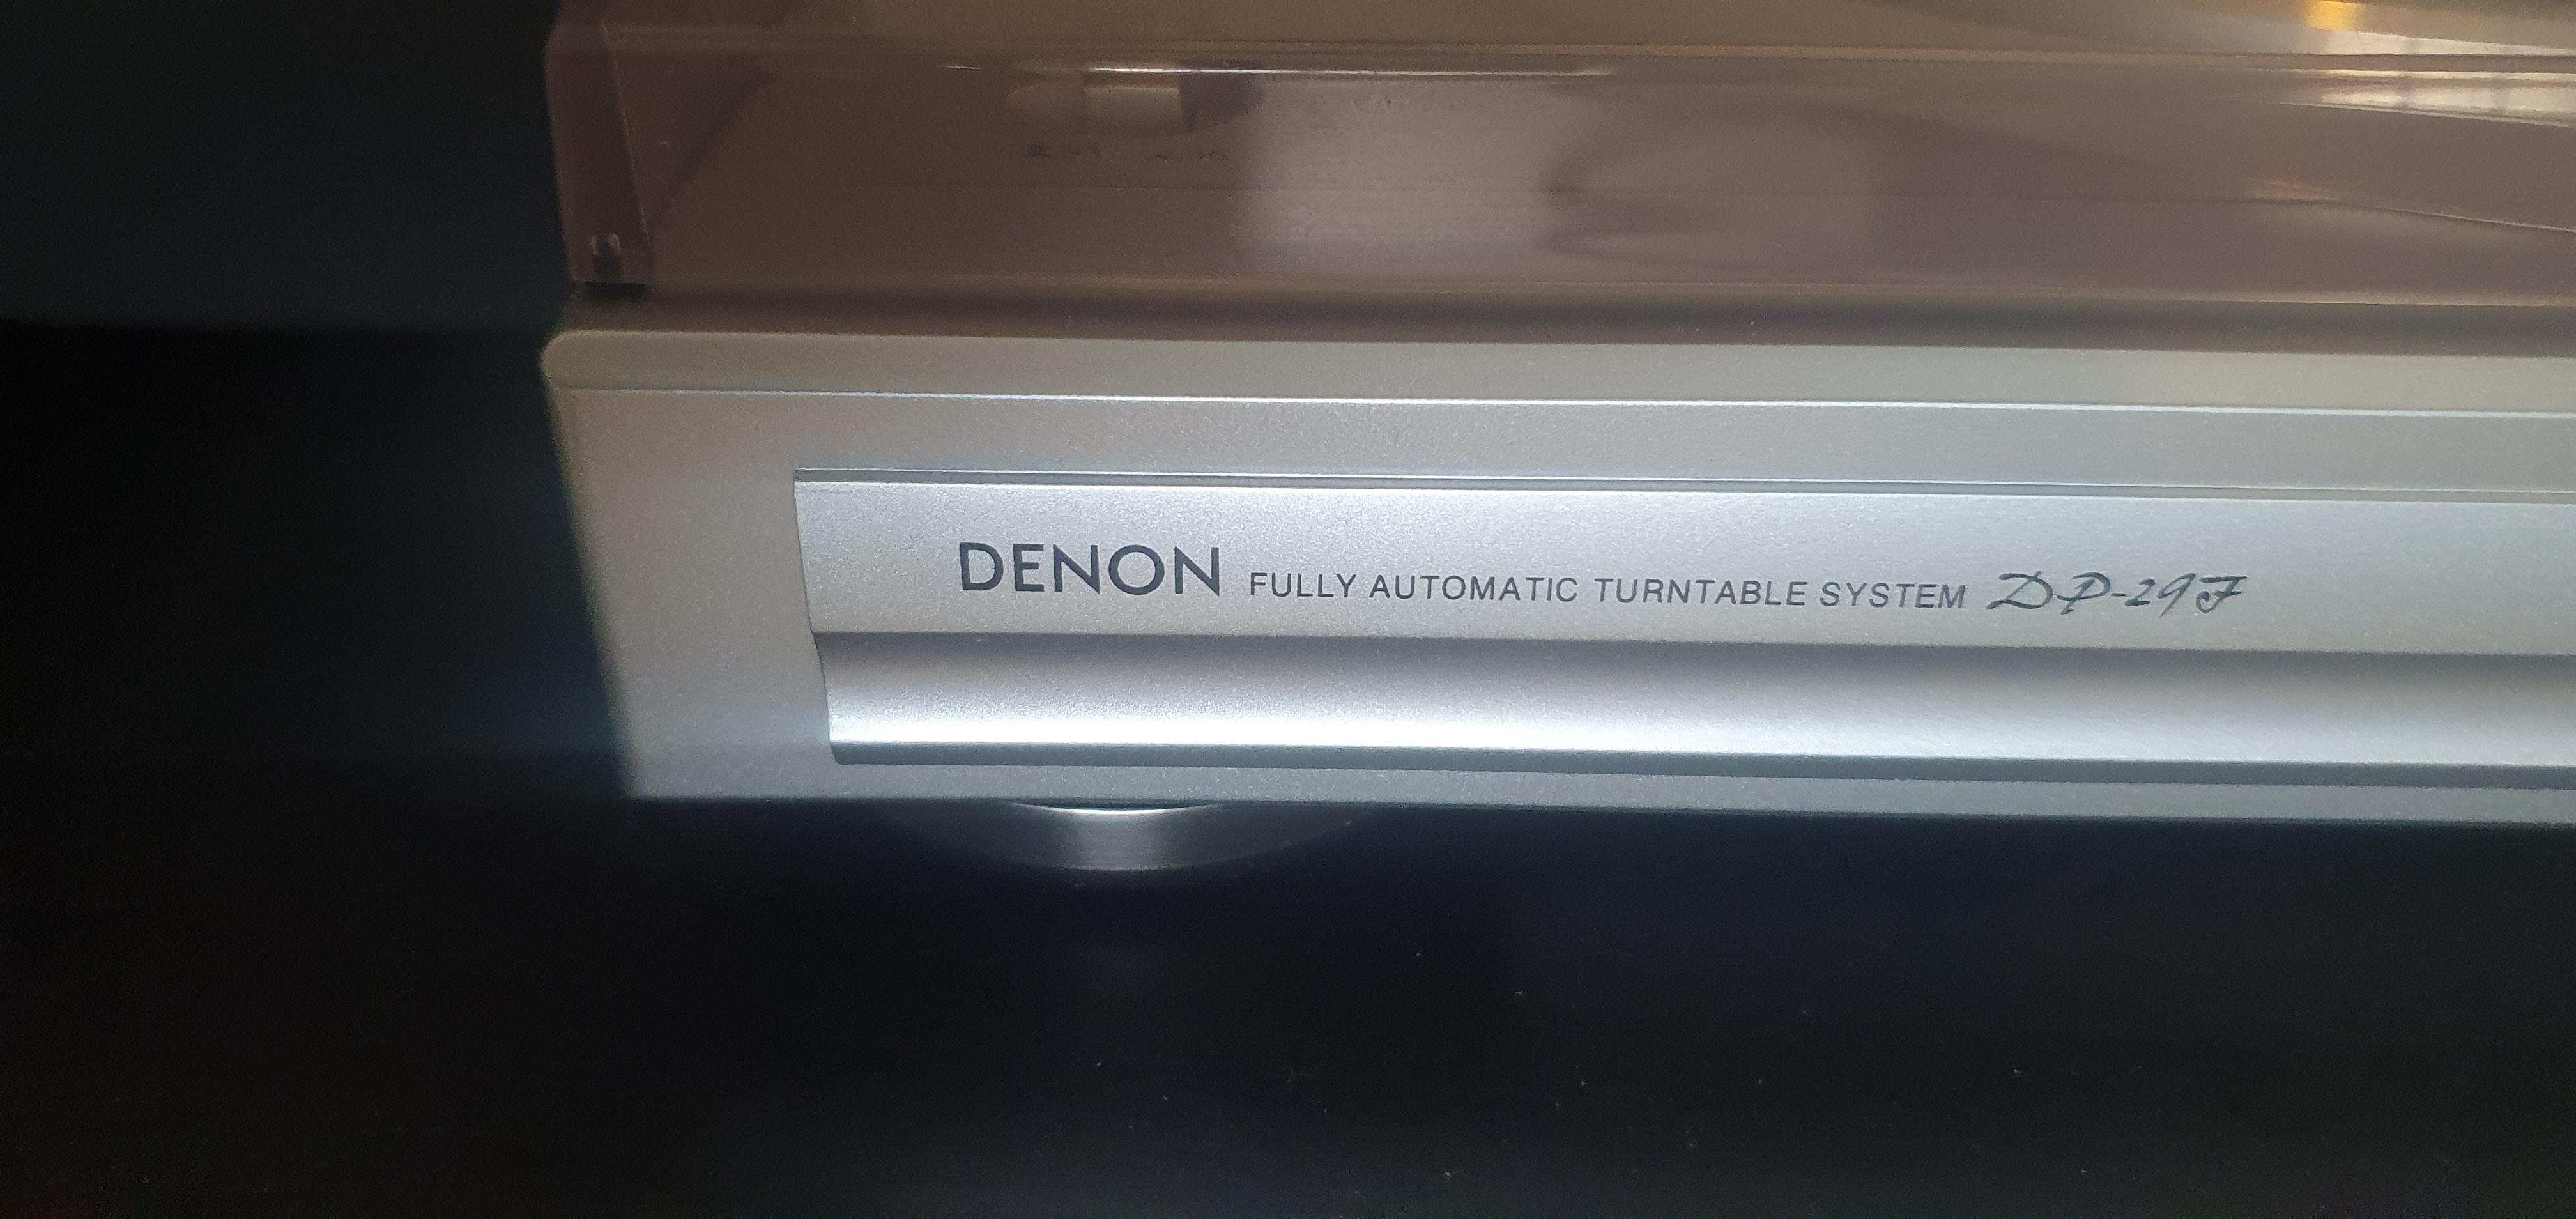 DENON FULLY AUTOMATIC TURNTABLE SYSTEM DP-29F